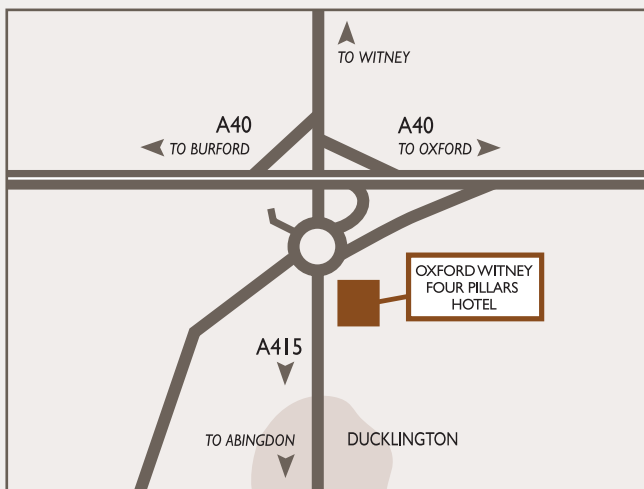 TO WITNEY
A40
TO BURFORD
A40
TO OXFORD
OXFORD WITNEY
FOUR PILLARS
HOTEL
A415
TO ABINGDON
DUCKLINGTON